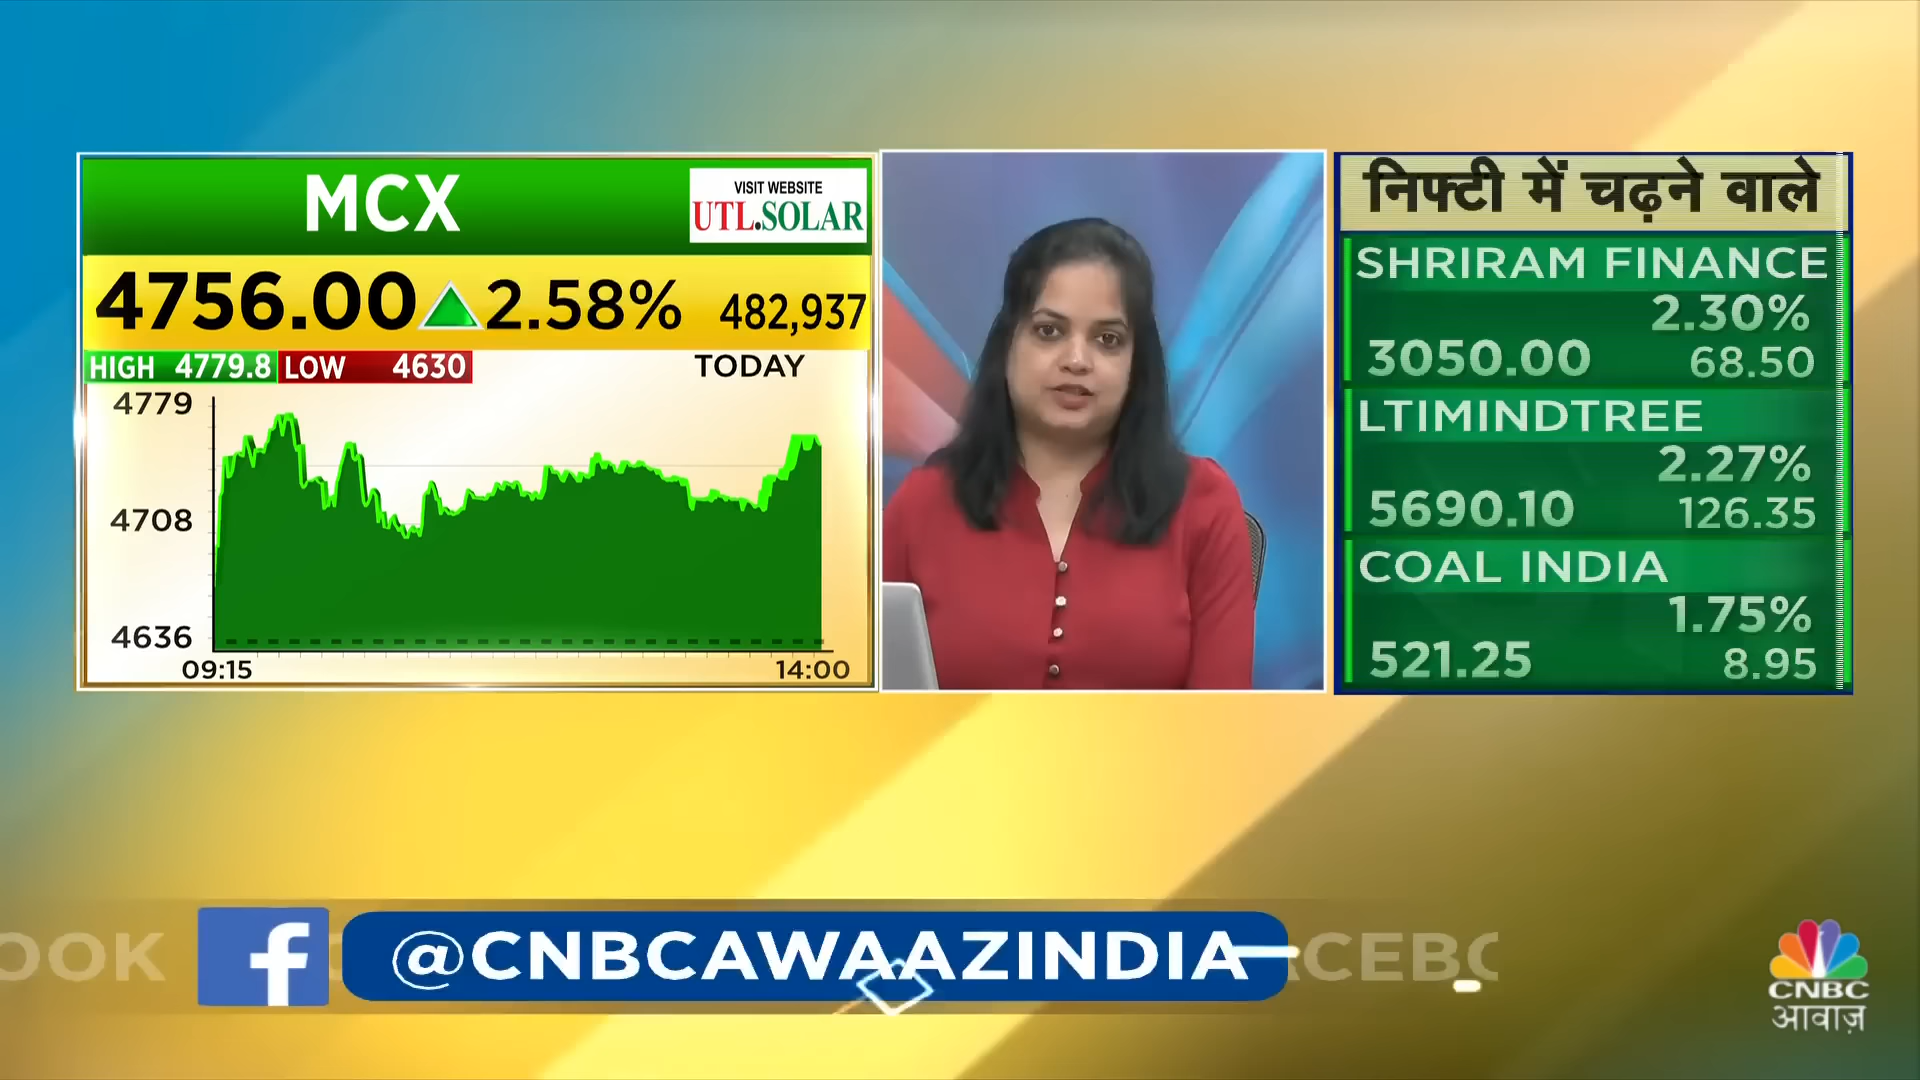 MCX
VISIT WEBSITE
UTL.SOLAR
4756.00 2.58% 482,937
HIGH 4779.8 LOW 4630 TODAY
4779
4708
4636
09:15 14:00
निफ्टी में चढ़ने वाले
SHRIRAM FINANCE
2.30%
3050.00 68.50
LTIMINDTREE
2.27%
5690.10 126.35
COAL INDIA
1.75%
521.25 8.95
OOK f @CNBCAWAAZINDIA ACEBO
CNBC
आवाज़